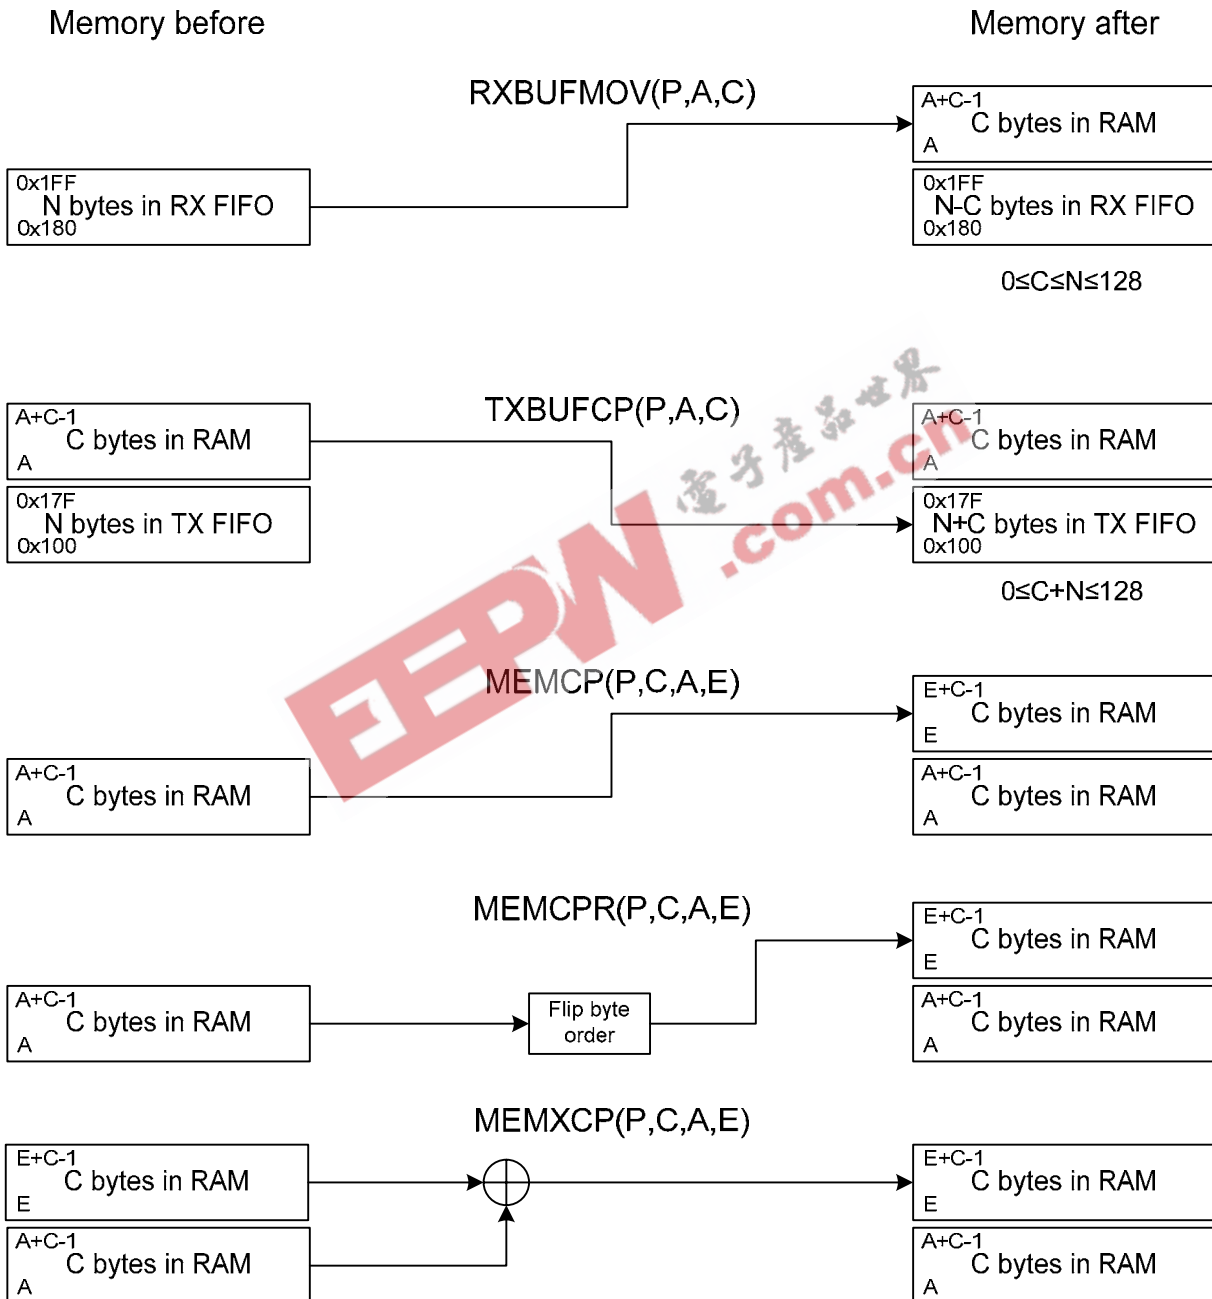 Memory before
Memory after
RXBUFMOV(P,A,C)
A+C-1
C bytes in RAM
A
0x1FF
N bytes in RX FIFO
0x180
0x1FF
N-C bytes in RX FIFO
0x180
0≤C≤N≤128
TXBUFCP(P,A,C)
A+C-1
C bytes in RAM
A
A+C-1
C bytes in RAM
A
0x17F
N bytes in TX FIFO
0x100
0x17F
N+C bytes in TX FIFO
0x100
0≤C+N≤128
電子產品世界
EEPW
.com.cn
MEMCP(P,C,A,E)
E+C-1
C bytes in RAM
E
A+C-1
C bytes in RAM
A
A+C-1
C bytes in RAM
A
MEMCPR(P,C,A,E)
E+C-1
C bytes in RAM
E
A+C-1
C bytes in RAM
A
Flip byte
order
A+C-1
C bytes in RAM
A
MEMXCP(P,C,A,E)
E+C-1
C bytes in RAM
E
E+C-1
C bytes in RAM
E
A+C-1
C bytes in RAM
A
A+C-1
C bytes in RAM
A